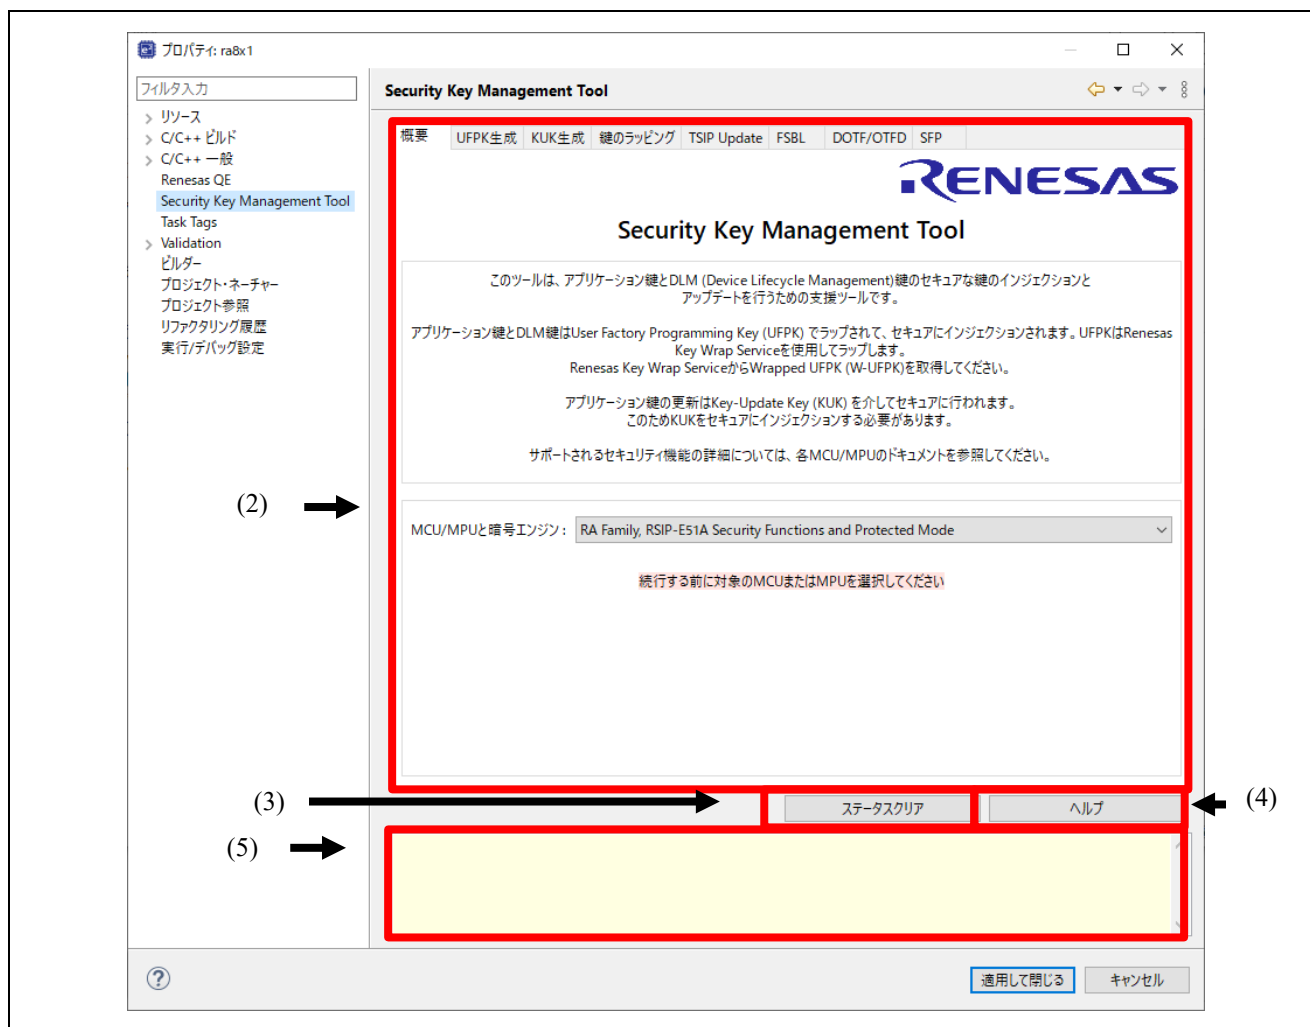 プロパティ: ra8x1
フィルタ入力
リソース
C/C++ ビルド
C/C++ 一般
Renesas QE
Security Key Management Tool
Task Tags
Validation
ビルダー
プロジェクト・ネーチャー
プロジェクト参照
リファクタリング履歴
実行/デバッグ設定
Security Key Management Tool
概要 UFPK生成 KUK生成 鍵のラッピング TSIP Update FSBL DOTF/OTFD SFP
RENESAS
Security Key Management Tool
このツールは、アプリケーション鍵とDLM (Device Lifecycle Management)鍵のセキュアな鍵のインジェクションと
アップデートを行うための支援ツールです。
アプリケーション鍵とDLM鍵はUser Factory Programming Key (UFPK) でラップされて、セキュアにインジェクションされます。UFPKはRenesas
Key Wrap Serviceを使用してラップします。
Renesas Key Wrap ServiceからWrapped UFPK (W-UFPK)を取得してください。
アプリケーション鍵の更新はKey-Update Key (KUK) を介してセキュアに行われます。
このためKUKをセキュアにインジェクションする必要があります。
サポートされるセキュリティ機能の詳細については、各MCU/MPUのドキュメントを参照してください。
(2)
MCU/MPUと暗号エンジン : RA Family, RSIP-E51A Security Functions and Protected Mode
続行する前に対象のMCUまたはMPUを選択してください
(3)
ステータスクリア ヘルプ
(4)
(5)
適用して閉じる キャンセル